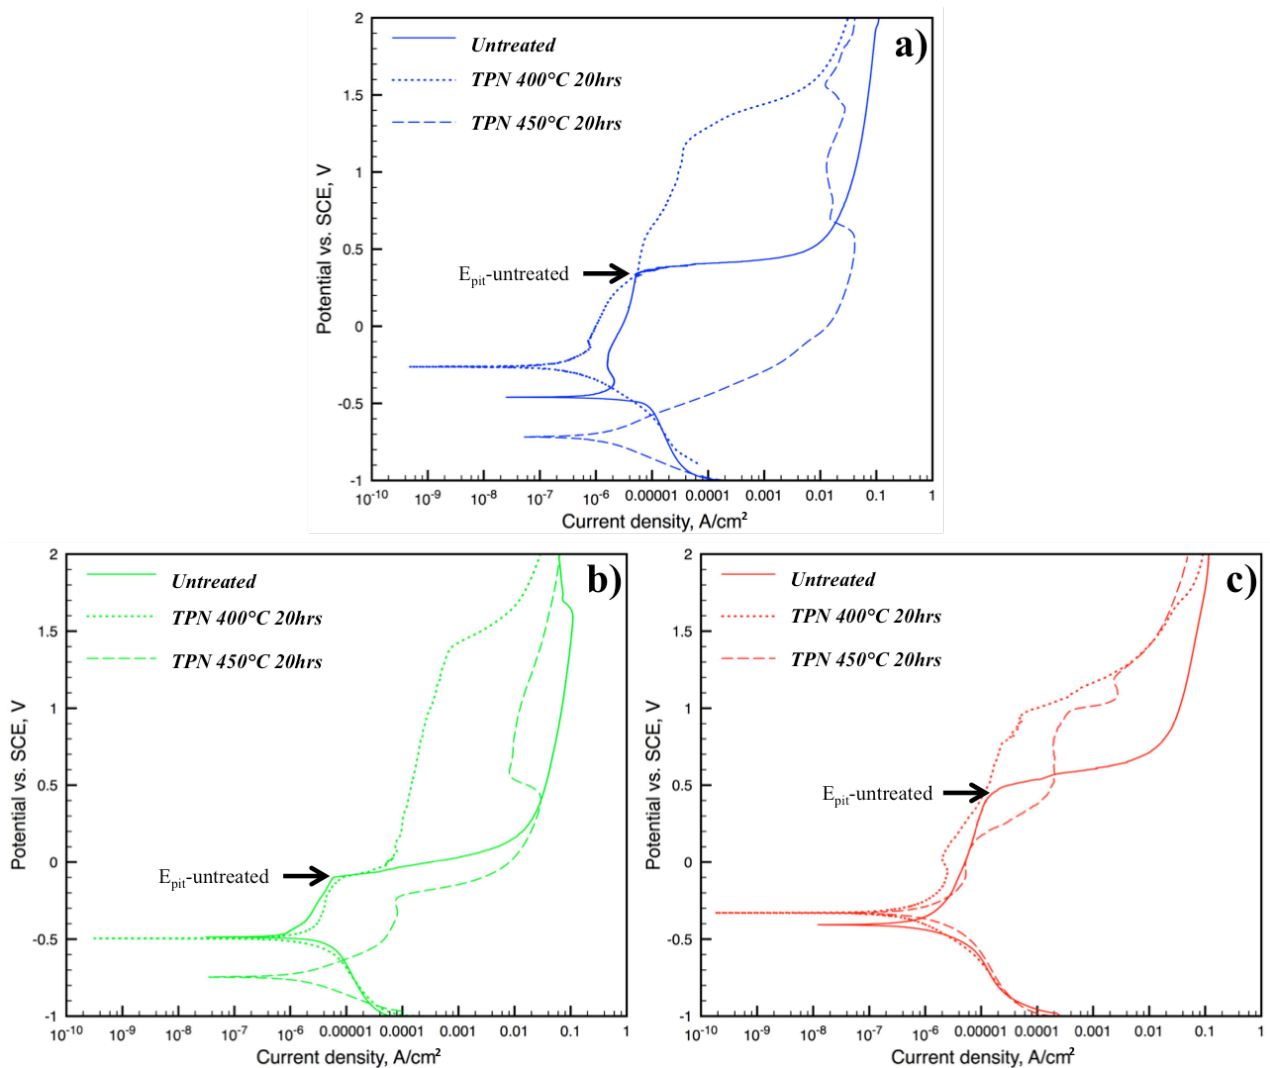 a)
Untreated
TPN 400°C 20hrs
TPN 450°C 20hrs
2
1.5
1
0.5
0
-0.5
-1
Potential vs. SCE, V
Epit-untreated
10-10 10-9 10-8 10-7 10-6 0.00001 0.0001 0.001 0.01 0.1 1
Current density, A/cm2
b)
Untreated
TPN 400°C 20hrs
TPN 450°C 20hrs
2
1.5
1
0.5
0
-0.5
-1
Potential vs. SCE, V
Epit-untreated
10-10 10-9 10-8 10-7 10-6 0.00001 0.0001 0.001 0.01 0.1 1
Current density, A/cm2
c)
Untreated
TPN 400°C 20hrs
TPN 450°C 20hrs
2
1.5
1
0.5
0
-0.5
-1
Potential vs. SCE, V
Epit-untreated
10-10 10-9 10-8 10-7 10-6 0.00001 0.0001 0.001 0.01 0.1 1
Current density, A/cm2